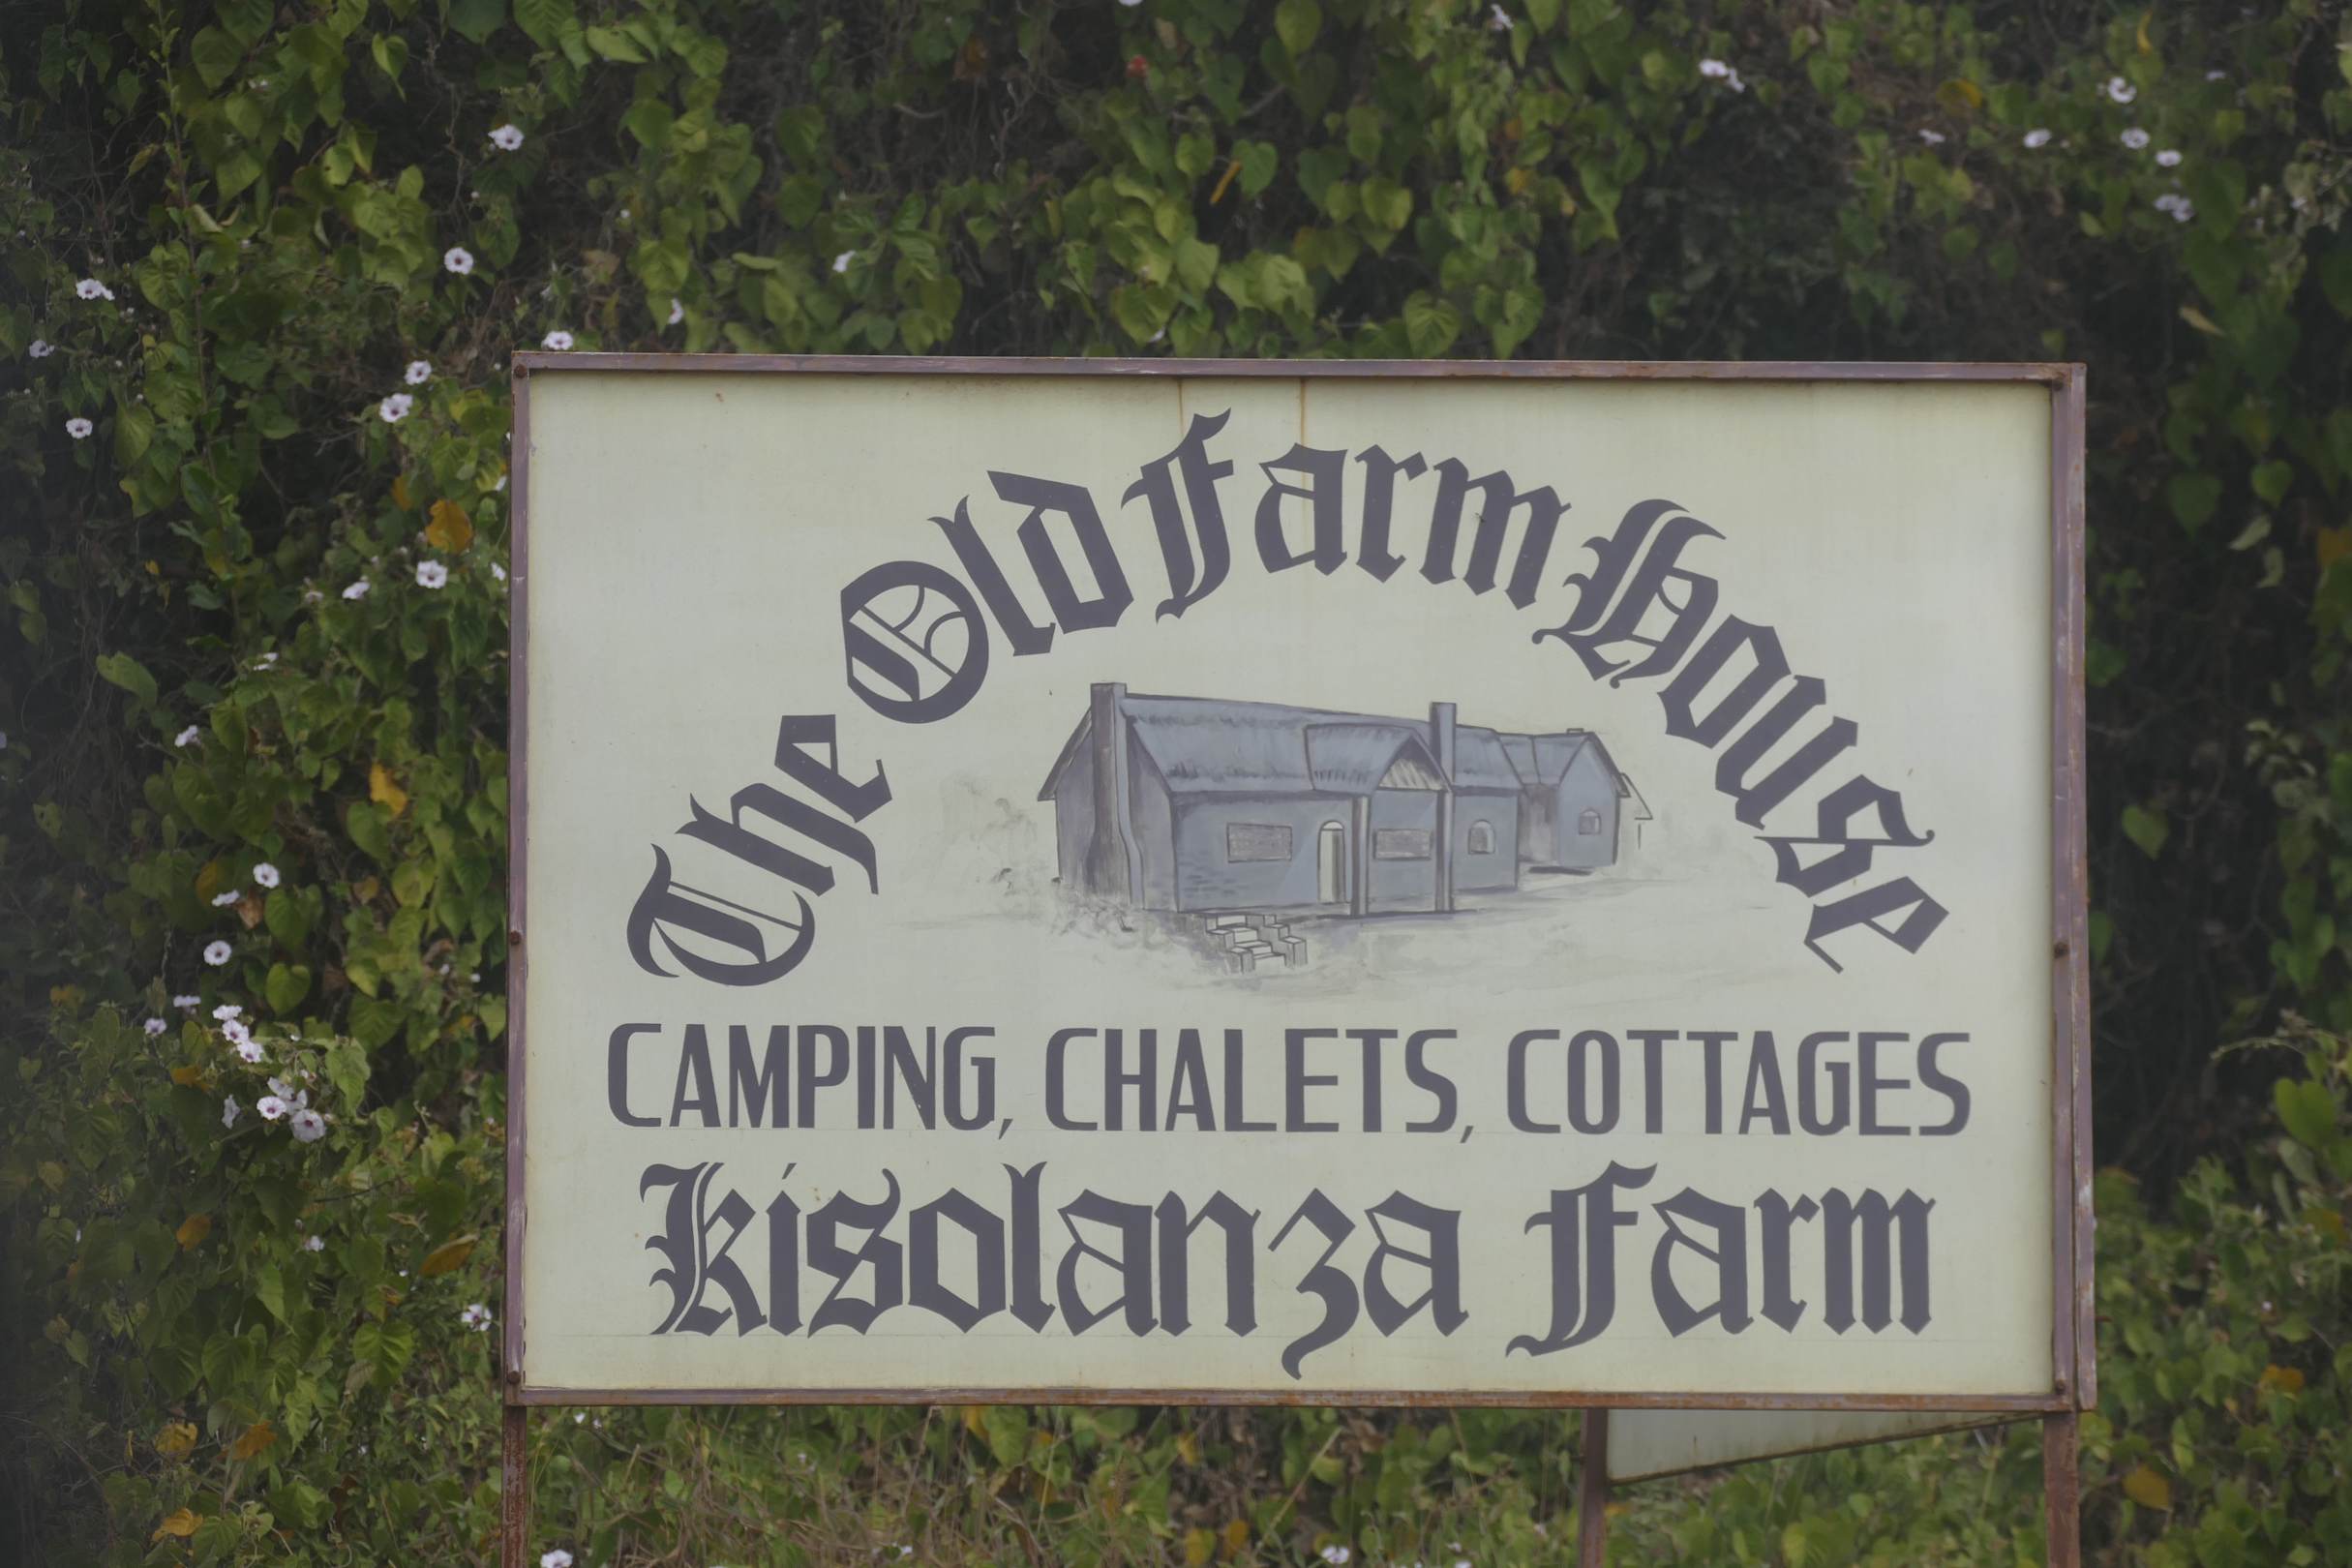 The Old Farm House
CAMPING, CHALETS, COTTAGES
Kisolanza Farm